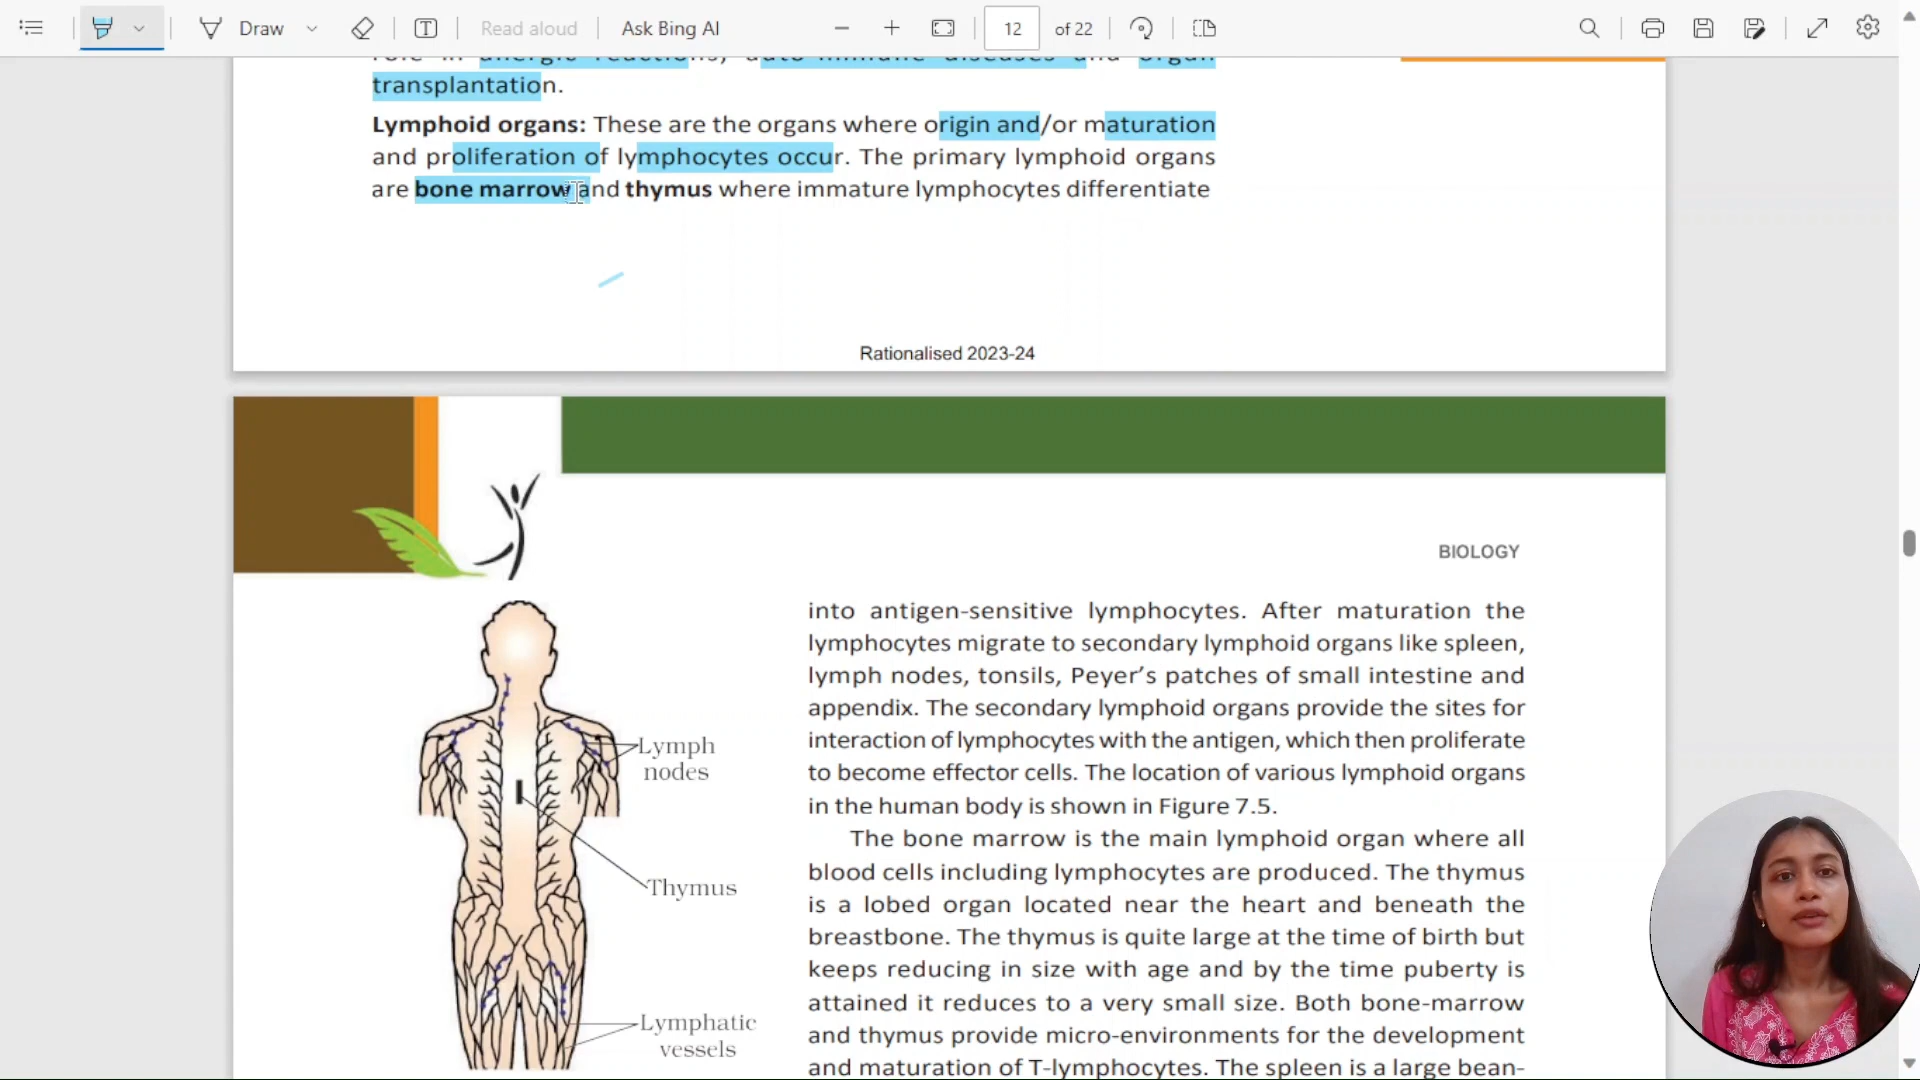 Draw
Read aloud
Ask Bing AI
12
of 22
role in allergic reactions, auto-immune diseases and organ
transplantation.
Lymphoid organs: These are the organs where origin and/or maturation
and proliferation of lymphocytes occur. The primary lymphoid organs
are bone marrow and thymus where immature lymphocytes differentiate
Rationalised 2023-24
BIOLOGY
into antigen-sensitive lymphocytes. After maturation the
lymphocytes migrate to secondary lymphoid organs like spleen,
lymph nodes, tonsils, Peyer's patches of small intestine and
appendix. The secondary lymphoid organs provide the sites for
interaction of lymphocytes with the antigen, which then proliferate
to become effector cells. The location of various lymphoid organs
in the human body is shown in Figure 7.5.
The bone marrow is the main lymphoid organ where all
blood cells including lymphocytes are produced. The thymus
is a lobed organ located near the heart and beneath the
breastbone. The thymus is quite large at the time of birth but
keeps reducing in size with age and by the time puberty is
attained it reduces to a very small size. Both bone-marrow
and thymus provide micro-environments for the development
and maturation of T-lymphocytes. The spleen is a large bean-
Lymph
nodes
Thymus
Lymphatic
vessels